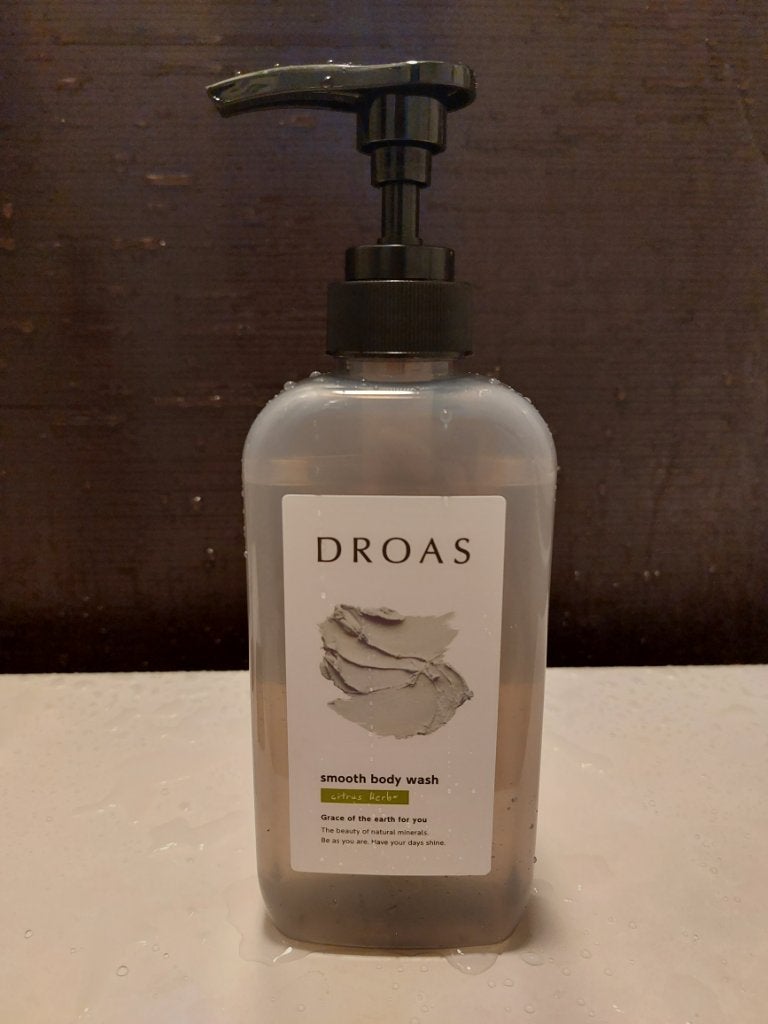 DROAS
smooth body wash
citrus herb
Grace of the earth for you
The beauty of natural minerals.
Be as you are. Have your days shine.